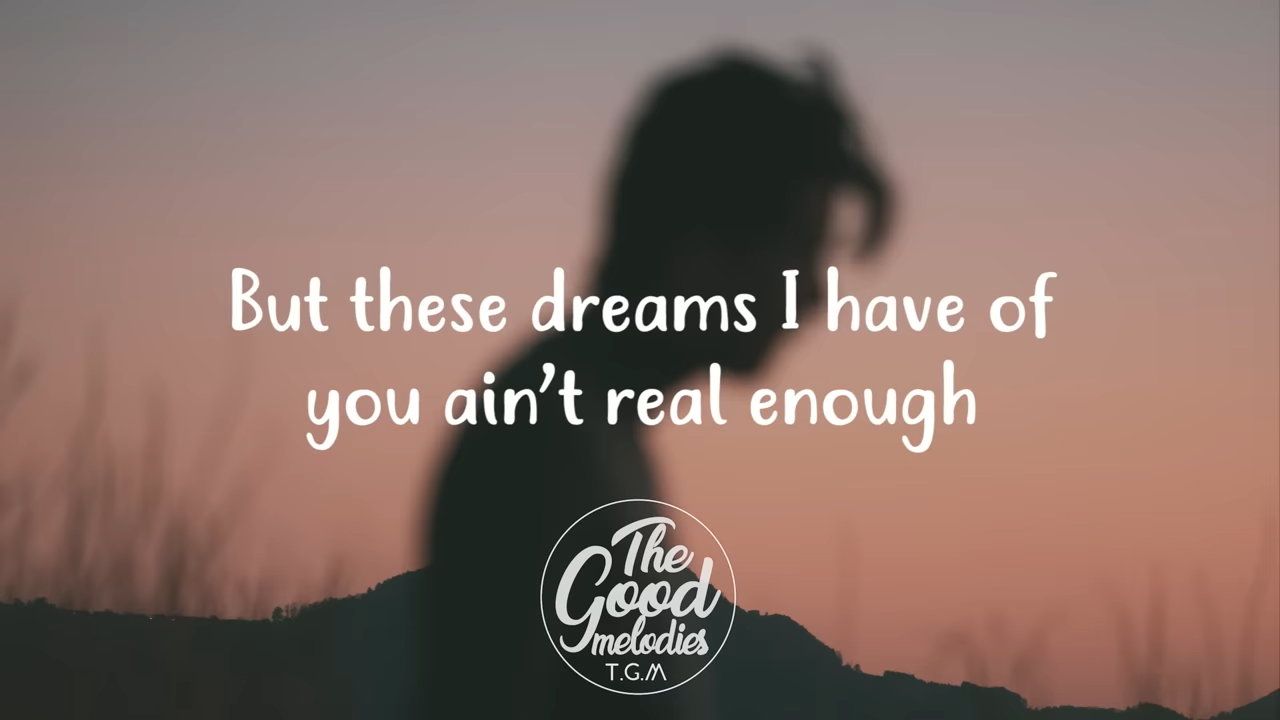 But these dreams I have of
you ain't real enough
The
Good
melodies
T.G.M